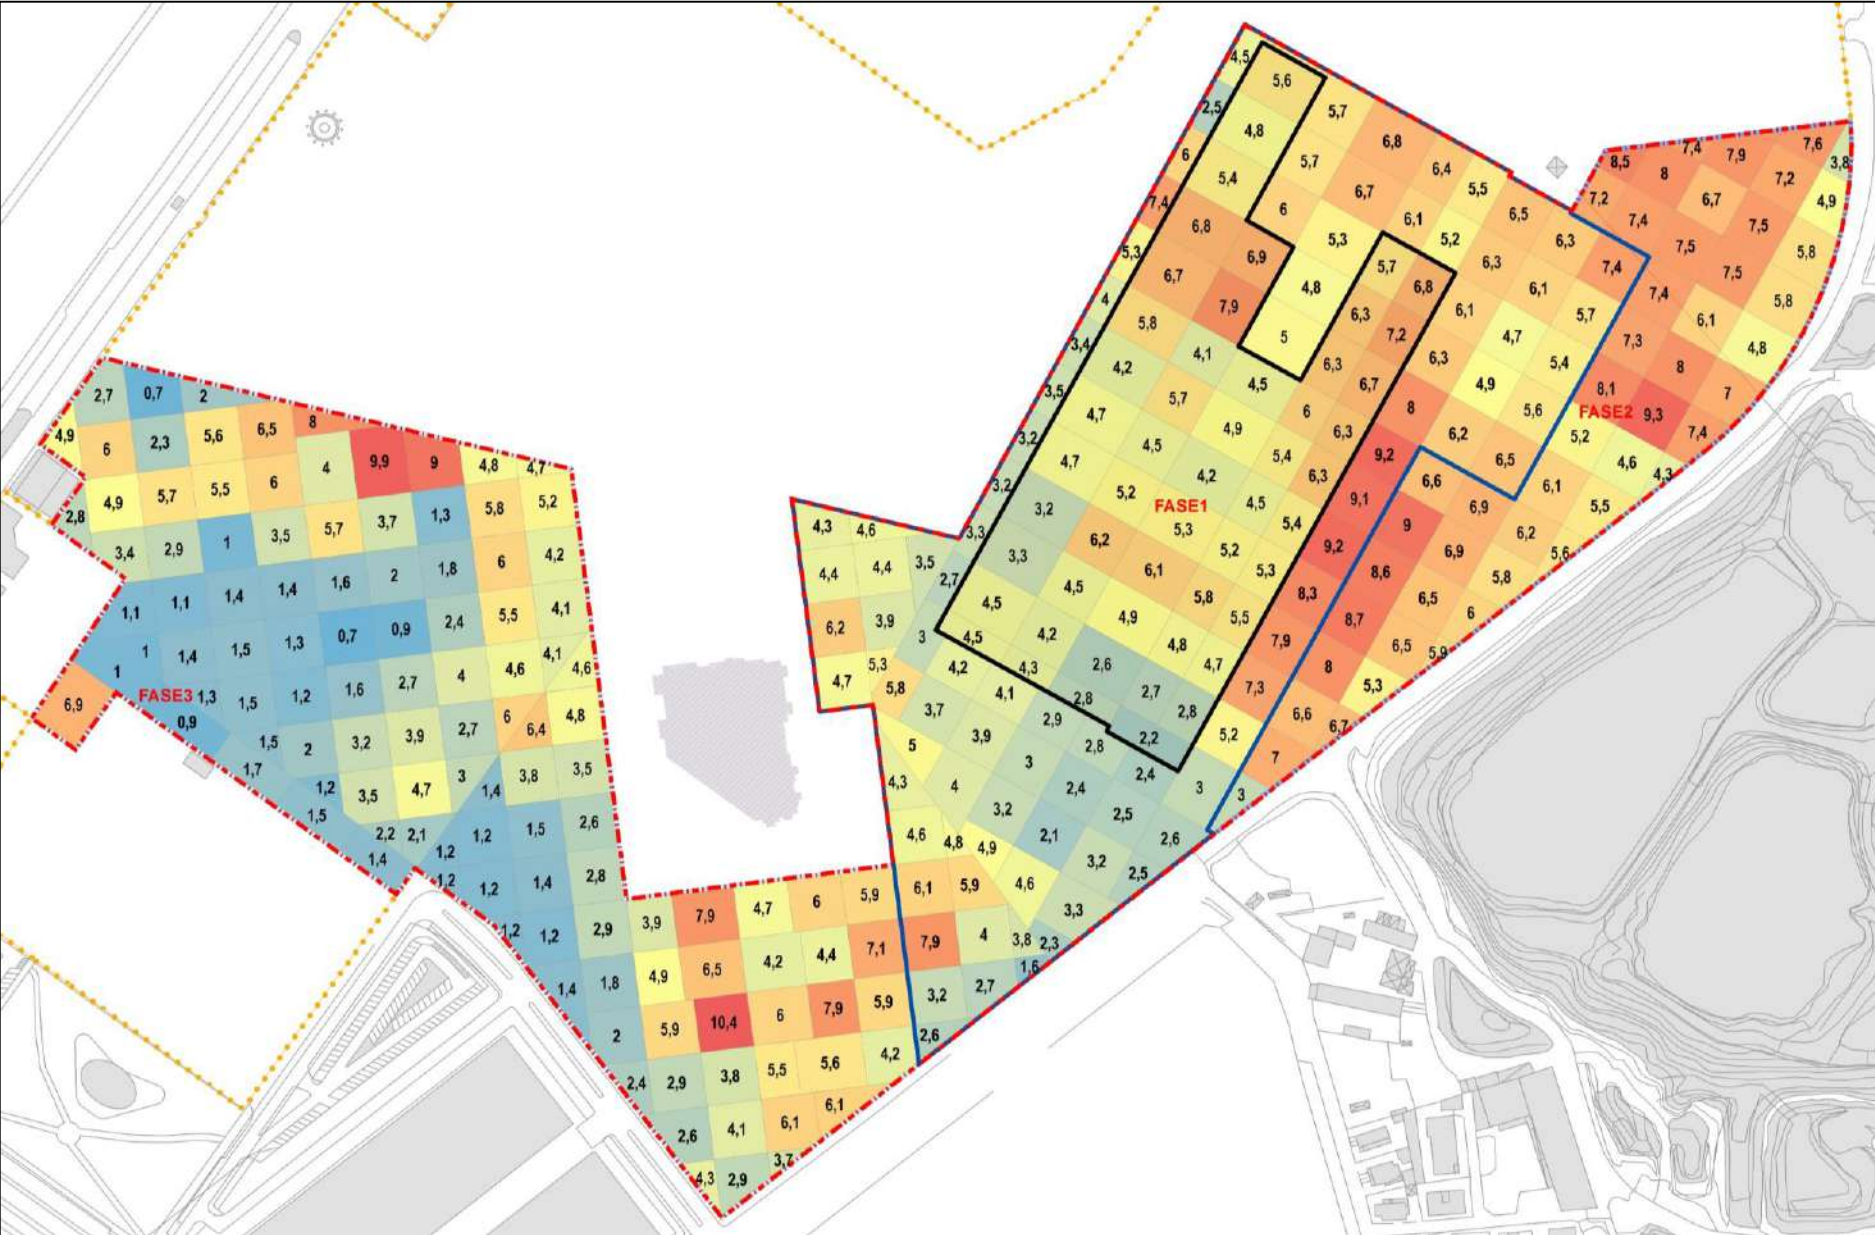 4,5 5,6
2,5 4,8 5,7 6,8 6,4
6 5,4 5,7 6,7 5,5 6,5
7,4 6,8 6 6,1 5,2 6,3
8,5 8 7,4 7,9 7,6 3,8
7,2 7,4 6,7 7,2 4,9
7,5 7,5 5,8
5,3 6,7 6,9 5,3 5,7 6,8 6,3 6,1 7,4
7,4 7,5 5,8
4 5,8 7,9 4,8 6,3 7,2 6,1 4,7 5,7
7,3 6,1 4,8
3,4 4,2 4,1 5 6,3 6,7 6,3 4,9 5,4
8,1 8 7
3,5 4,7 5,7 4,5 6 6,3 8 6,2 5,6
FASE2 9,3 7,4
3,2 4,7 4,5 4,9 5,4 6,3 9,2 6,5 5,2 4,6 4,3
3,2 3,2 5,2 4,2 4,5 5,4 9,1 6,6 6,9 6,1 5,5
FASE1
3,3 3,3 6,2 5,3 5,2 5,3 9,2 9 6,9 6,2 5,6
4,3 4,6
4,4 4,4 3,5 2,7 4,5 4,5 6,1 5,8 5,5 8,3 8,6 6,5 5,8
6,2 3,9 3 4,5 4,2 4,9 4,8 4,7 7,9 8,7 6,5 6 5,9
4,7 5,3 5,8 4,2 4,3 2,6 2,7 2,8 7,3 8 5,3
3,7 4,1 2,8 2,2 5,2 6,6 6,7
5 3,9 2,9 2,8 2,4 3 7
4,3 4 3 2,4 2,5 3
4,6 4,8 3,2 2,1 2,6
4,9 3,2 2,5
6,1 5,9 4,6 3,3
7,9 4 3,8 2,3
3,2 2,7 1,6
2,6
2,7 0,7 2
4,9 6 2,3 5,6 6,5 8
4,9 5,7 5,5 6 4 9,9 9 4,8 4,7
2,8 3,4 2,9 1 3,5 5,7 3,7 1,3 5,8 5,2
1,1 1,1 1,4 1,4 1,6 2 1,8 6 4,2
1 1 1,4 1,5 1,3 0,7 0,9 2,4 5,5 4,1
6,9 FASE3 1,3 1,5 1,2 1,6 2,7 4 4,6 4,1 4,6
0,9 1,5 2 3,2 3,9 2,7 6 6,4 4,8
1,7 1,2 3,5 4,7 3 1,4 3,8 3,5
1,5 2,2 2,1 1,2 1,5 2,6
1,4 1,2 1,2 1,4 2,8
1,2
1,2 1,2 2,9 3,9 7,9 4,7 6 5,9
1,4 1,8 4,9 6,5 4,2 4,4 7,1
2 5,9 10,4 6 7,9 5,9
2,4 2,9 3,8 5,5 5,6 4,2
2,6 4,1 6,1 6,1
4,3 2,9 3,7